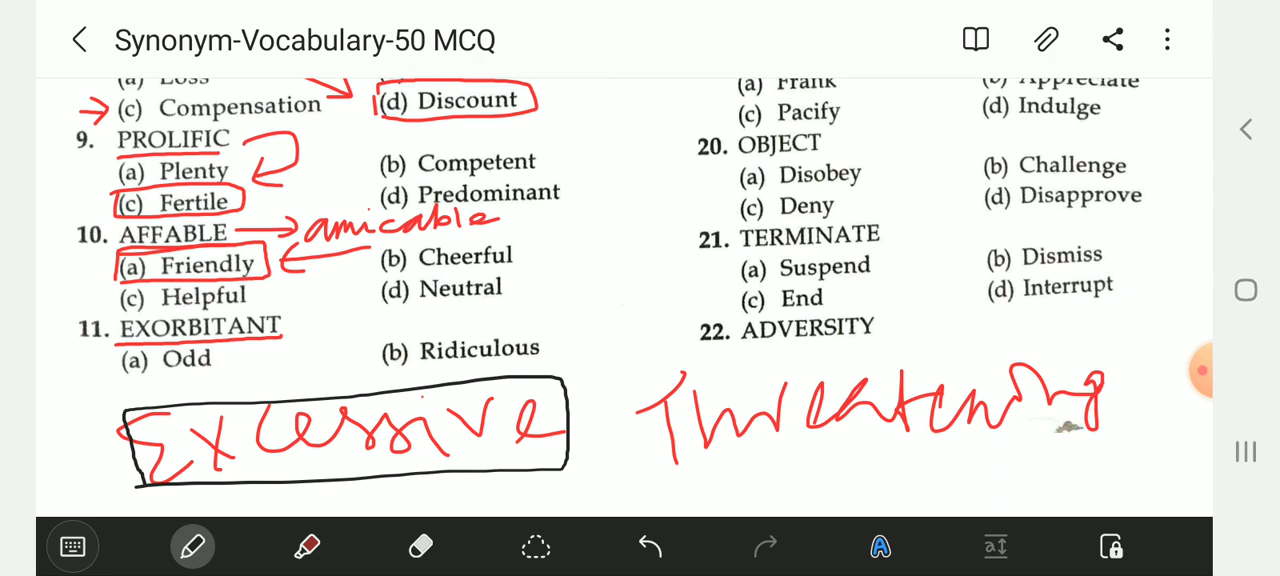 Synonym-Vocabulary-50 MCQ
(a) Loss
(c) Compensation (d) Discount
9. PROLIFIC
(a) Plenty (b) Competent
(c) Fertile (d) Predominant
10. AFFABLE amicable
(a) Friendly (b) Cheerful
(c) Helpful (d) Neutral
11. EXORBITANT
(a) Odd (b) Ridiculous
Excessive
(a) Frank (b) Appreciate
(c) Pacify (d) Indulge
20. OBJECT
(a) Disobey (b) Challenge
(c) Deny (d) Disapprove
21. TERMINATE
(a) Suspend (b) Dismiss
(c) End (d) Interrupt
22. ADVERSITY
Threatening